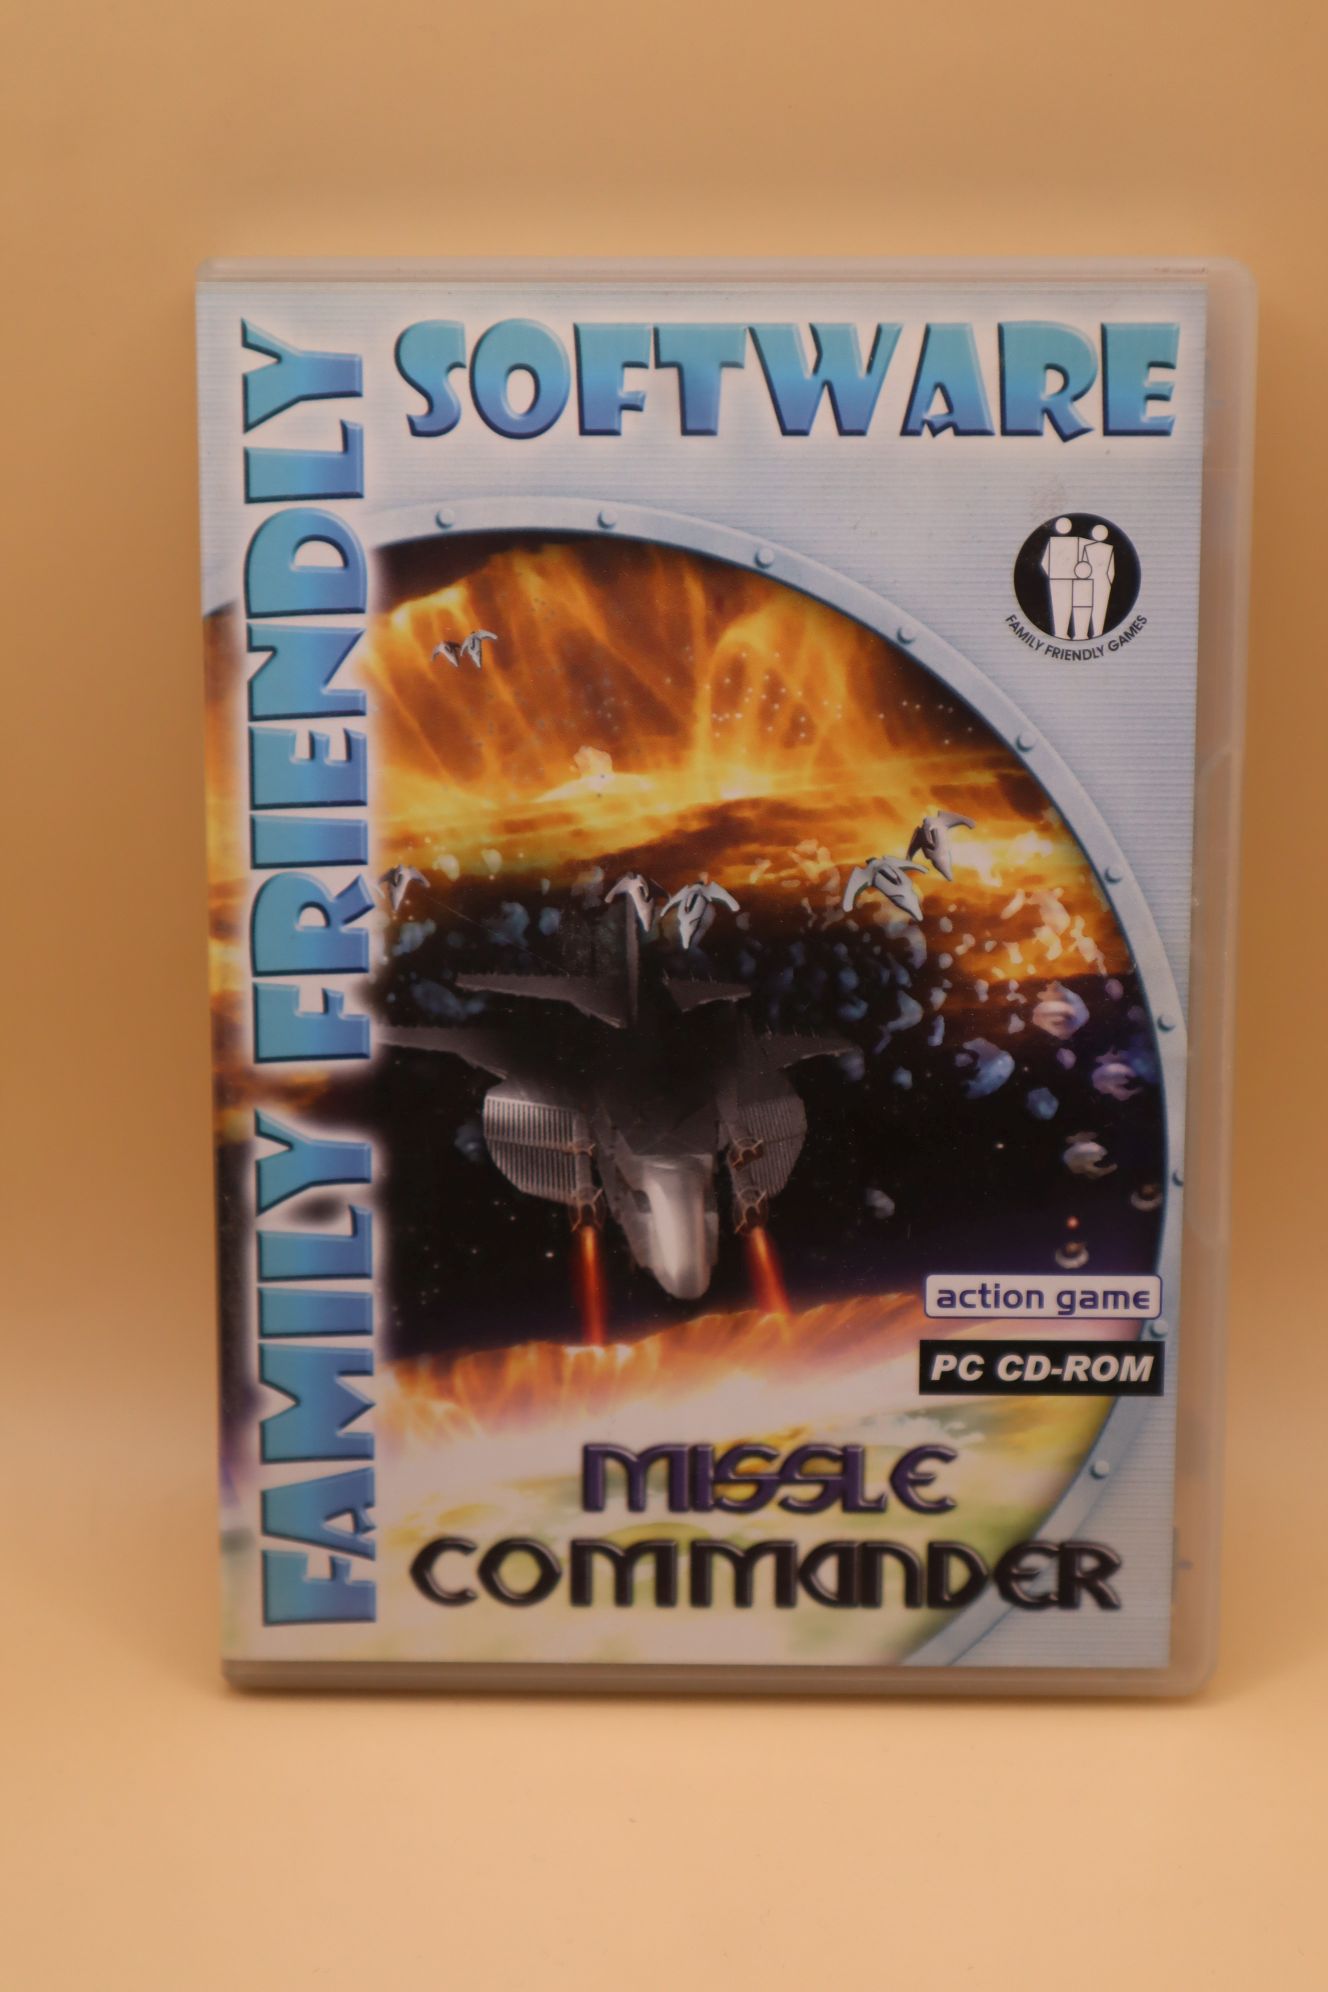 FAMILY FRIENDLY
SOFTWARE
FAMILY FRIENDLY GAMES
action game
PC CD-ROM
MISSLE
COMMANDER